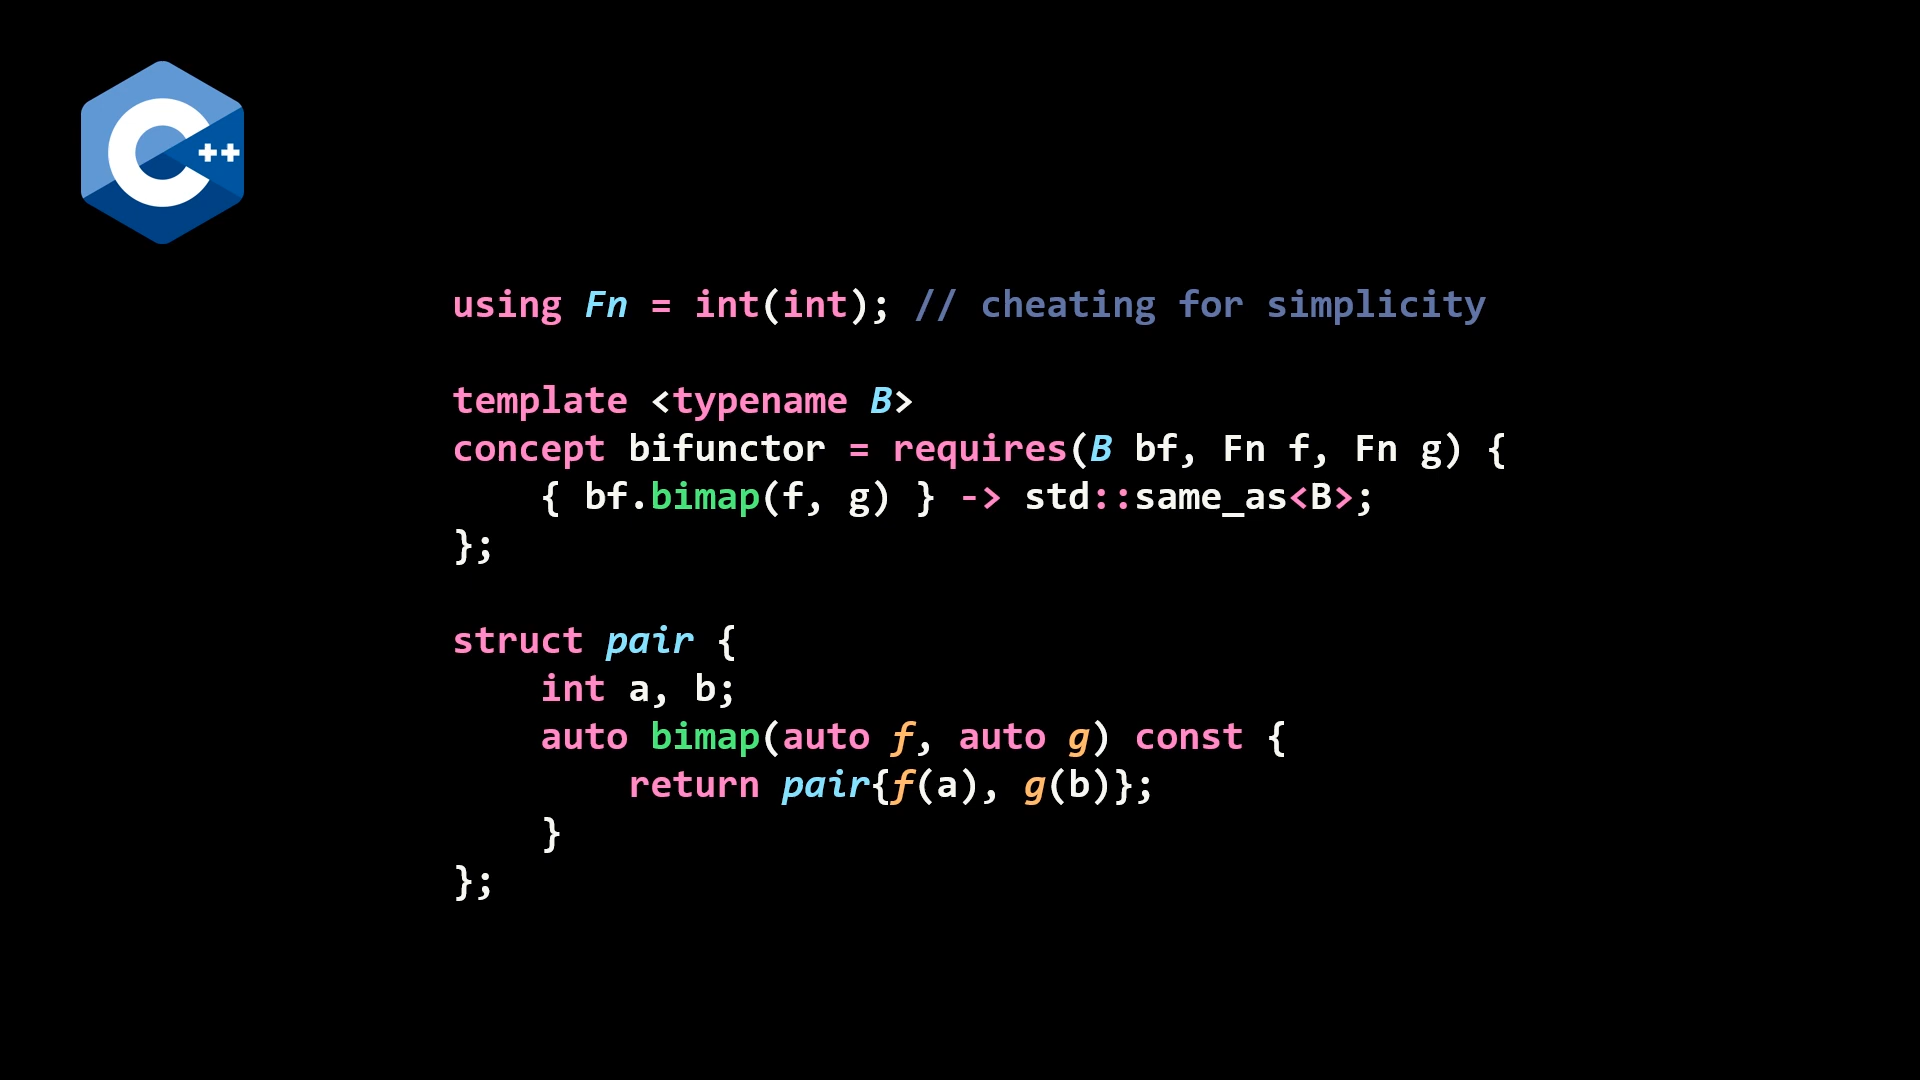 C++
using Fn = int(int); // cheating for simplicity
template <typename B>
concept bifunctor = requires(B bf, Fn f, Fn g) {
    { bf.bimap(f, g) } -> std::same_as<B>;
};
struct pair {
    int a, b;
    auto bimap(auto f, auto g) const {
        return pair{f(a), g(b)};
    }
};